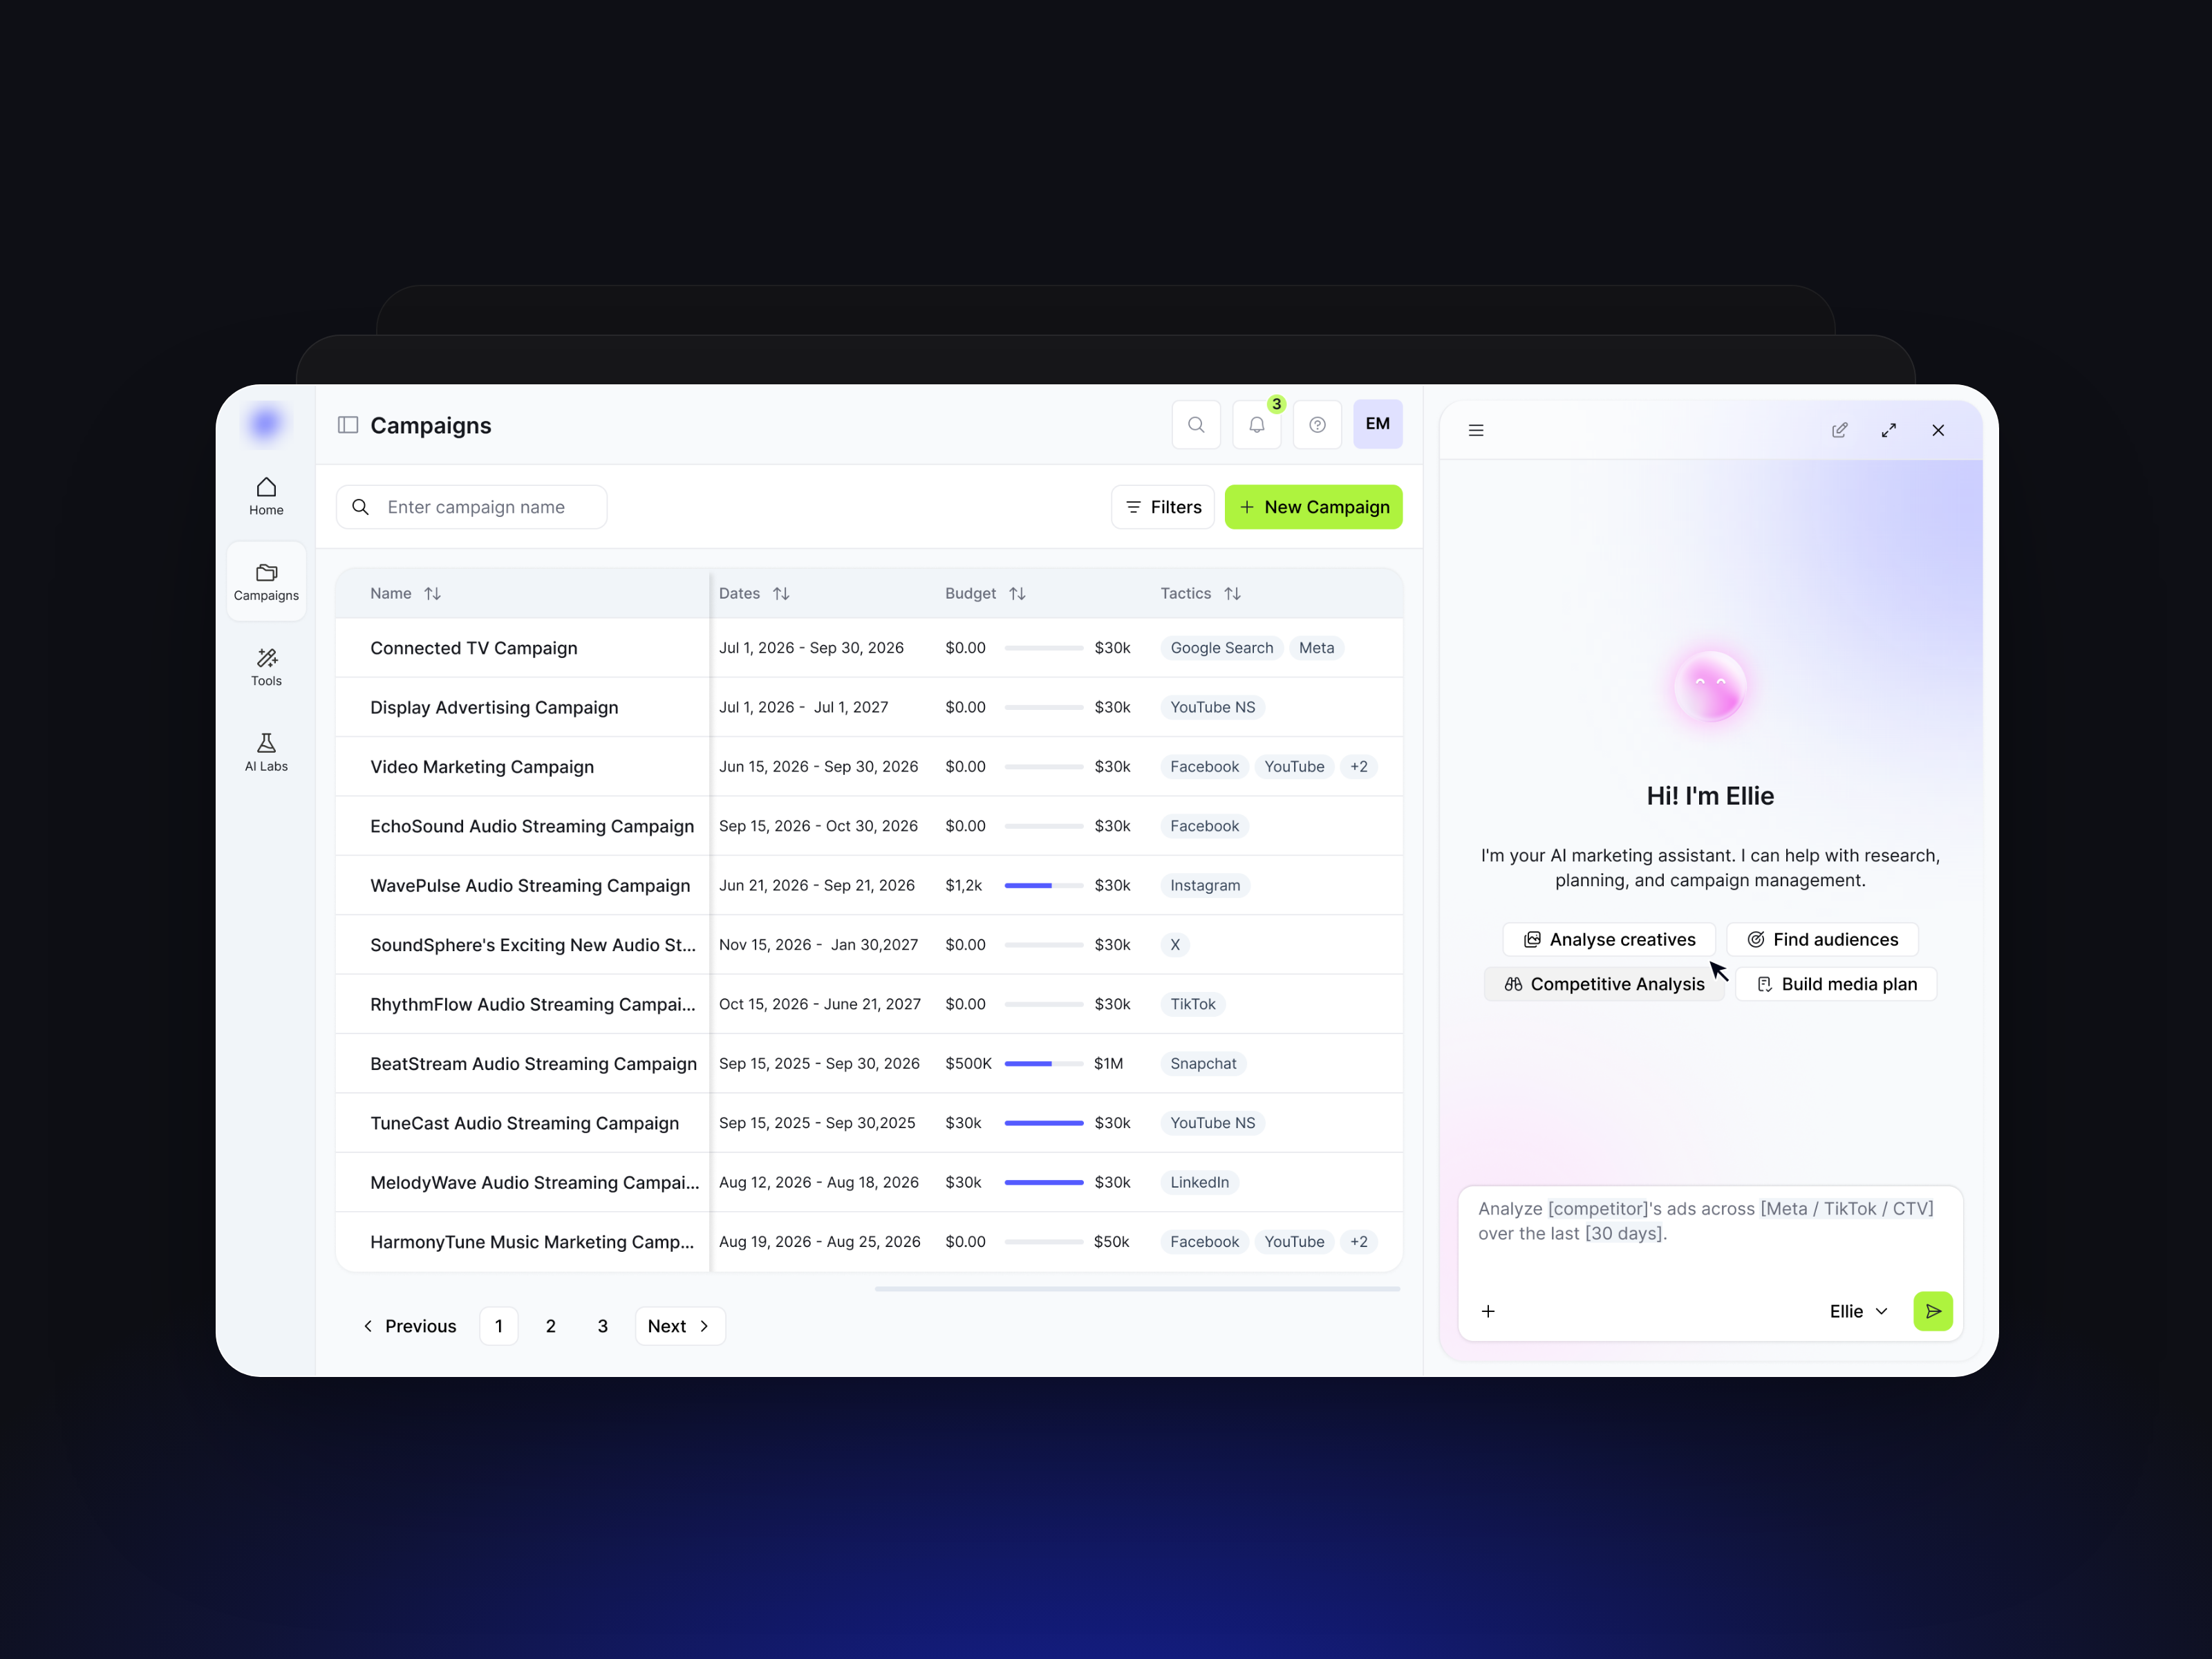 Home
Campaigns
Tools
AI Labs
Campaigns
3
EM
Enter campaign name
Filters
New Campaign
Name Dates Budget Tactics
Connected TV Campaign Jul 1, 2026 - Sep 30, 2026 $0.00 $30k Google Search Meta
Display Advertising Campaign Jul 1, 2026 - Jul 1, 2027 $0.00 $30k YouTube NS
Video Marketing Campaign Jun 15, 2026 - Sep 30, 2026 $0.00 $30k Facebook YouTube +2
EchoSound Audio Streaming Campaign Sep 15, 2026 - Oct 30, 2026 $0.00 $30k Facebook
WavePulse Audio Streaming Campaign Jun 21, 2026 - Sep 21, 2026 $1,2k $30k Instagram
SoundSphere's Exciting New Audio St... Nov 15, 2026 - Jan 30,2027 $0.00 $30k X
RhythmFlow Audio Streaming Campai... Oct 15, 2026 - June 21, 2027 $0.00 $30k TikTok
BeatStream Audio Streaming Campaign Sep 15, 2025 - Sep 30, 2026 $500K $1M Snapchat
TuneCast Audio Streaming Campaign Sep 15, 2025 - Sep 30,2025 $30k $30k YouTube NS
MelodyWave Audio Streaming Campai... Aug 12, 2026 - Aug 18, 2026 $30k $30k LinkedIn
HarmonyTune Music Marketing Camp... Aug 19, 2026 - Aug 25, 2026 $0.00 $50k Facebook YouTube +2
Previous 1 2 3 Next
Hi! I'm Ellie
I'm your AI marketing assistant. I can help with research,
planning, and campaign management.
Analyse creatives Find audiences
Competitive Analysis Build media plan
Analyze [competitor]'s ads across [Meta / TikTok / CTV]
over the last [30 days].
Ellie